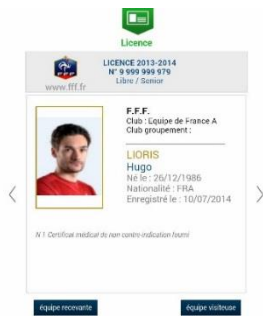 Licence
FFF
www.fff.fr
LICENCE 2013-2014
N° 9 999 999 979
Libre / Senior
F.F.F.
Club : Equipe de France A
Club groupement :
LIORIS
Hugo
Né le : 26/12/1986
Nationalité : FRA
Enregistré le : 10/07/2014
N 1 Certificat médical de non contre-indication fourni
équipe recevante
équipe visiteuse